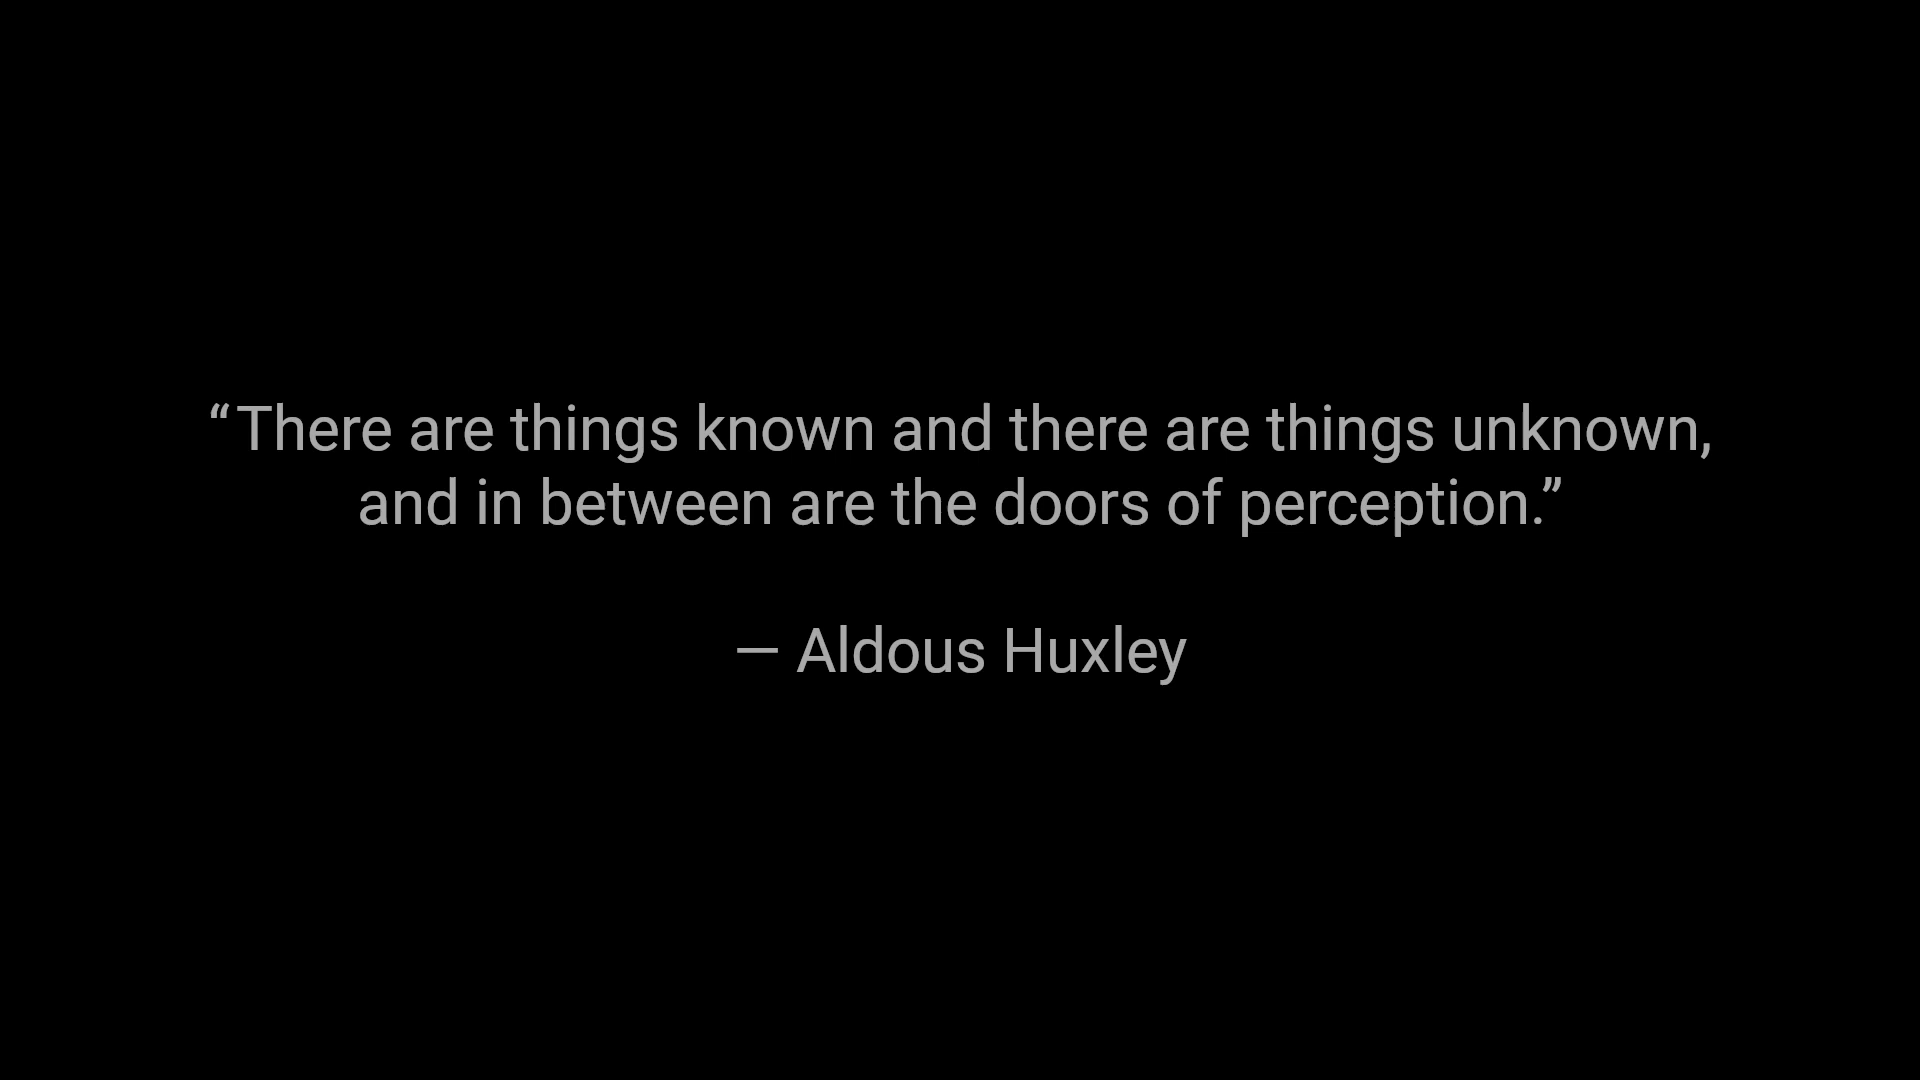 “There are things known and there are things unknown,
and in between are the doors of perception.”
— Aldous Huxley